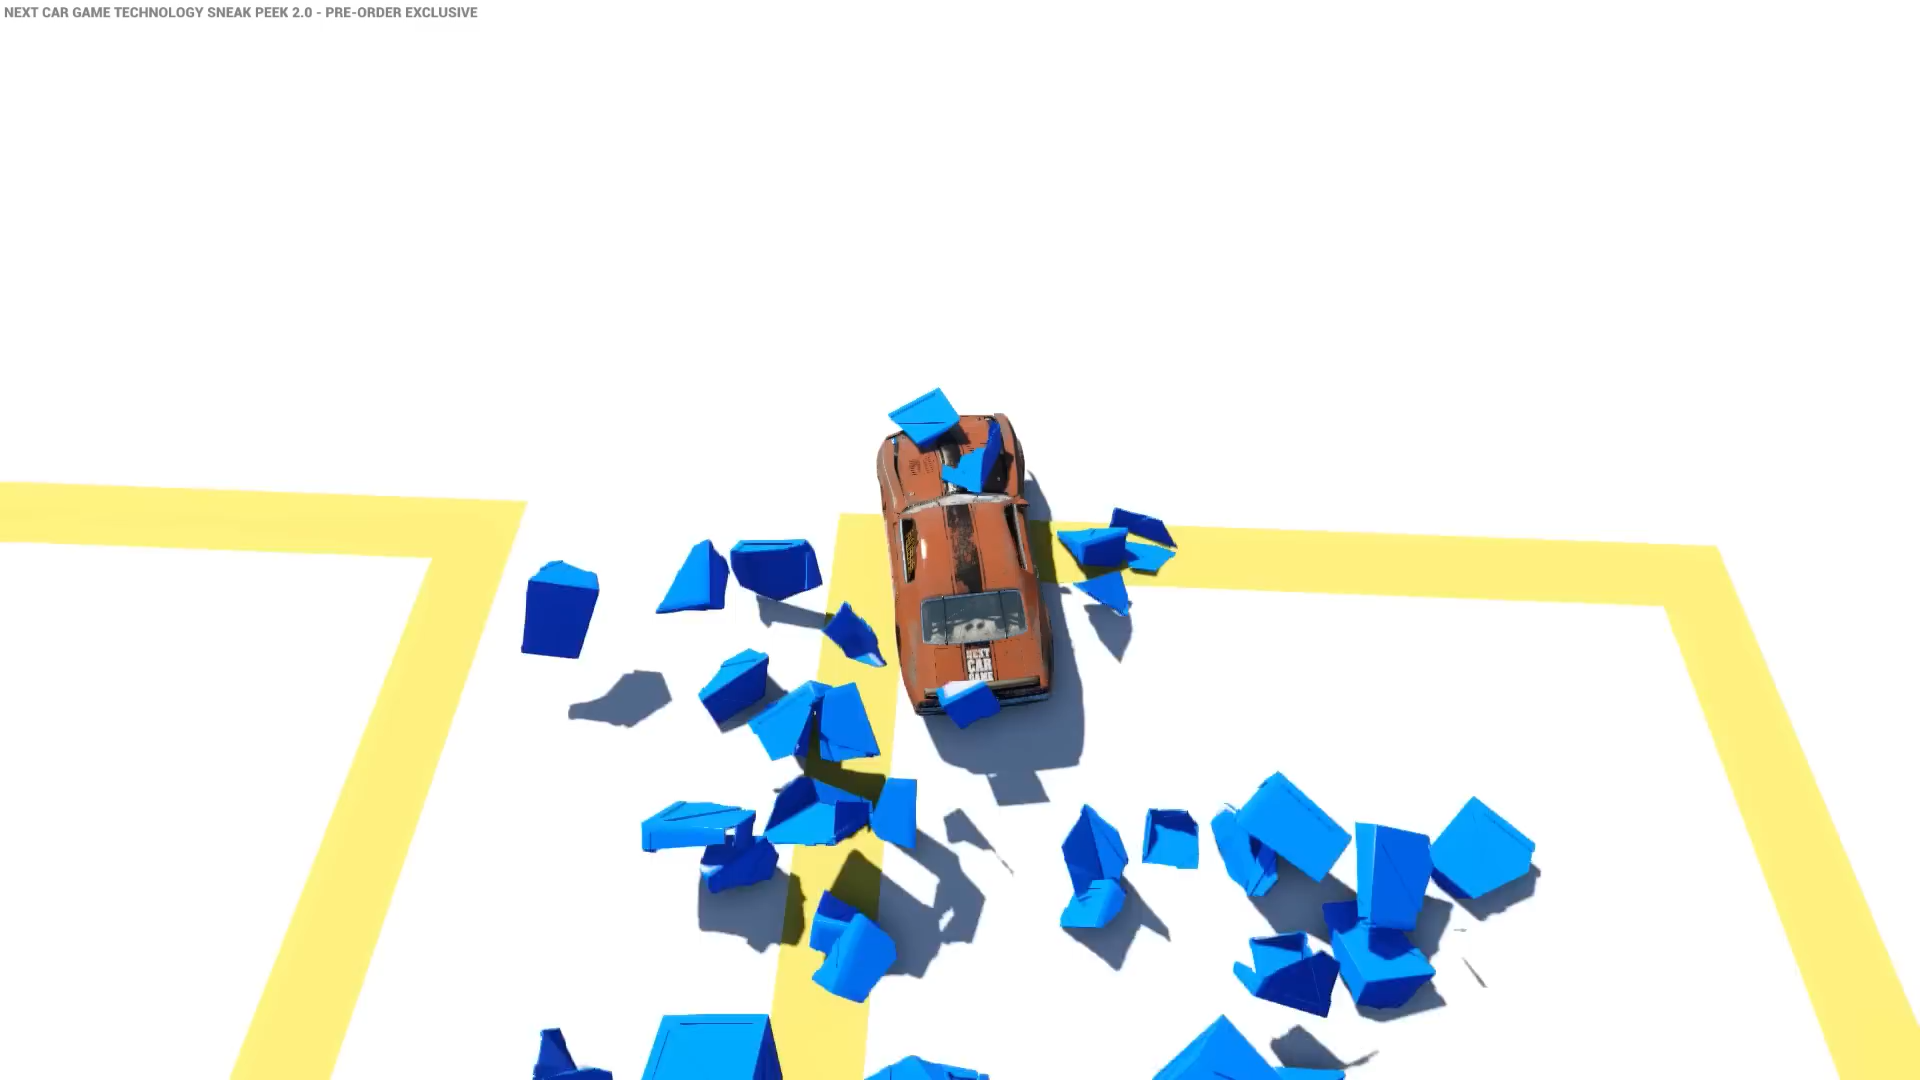 NEXT CAR GAME TECHNOLOGY SNEAK PEEK 2.0 - PRE-ORDER EXCLUSIVE
NEXT
CAR
GAME